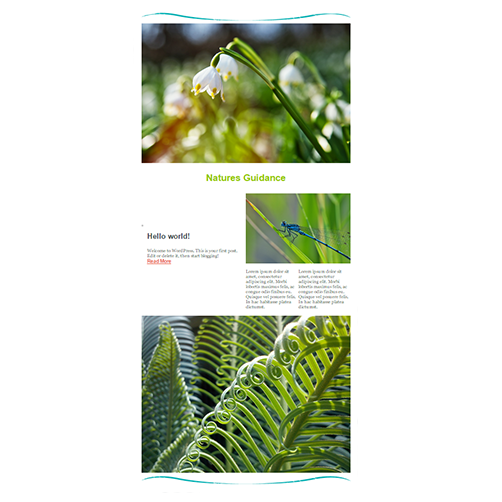 Natures Guidance
Hello world!
Welcome to WordPress. This is your first post.
Edit or delete it, then start blogging!
Read More
Lorem ipsum dolor sit
amet, consectetur
adipiscing elit. Morbi
lobortis maximus felis, ac
congue odio finibus eu.
Quisque vel posuere felis.
In hac habitasse platea
dictumst.
Lorem ipsum dolor sit
amet, consectetur
adipiscing elit. Morbi
lobortis maximus felis, ac
congue odio finibus eu.
Quisque vel posuere felis.
In hac habitasse platea
dictumst.